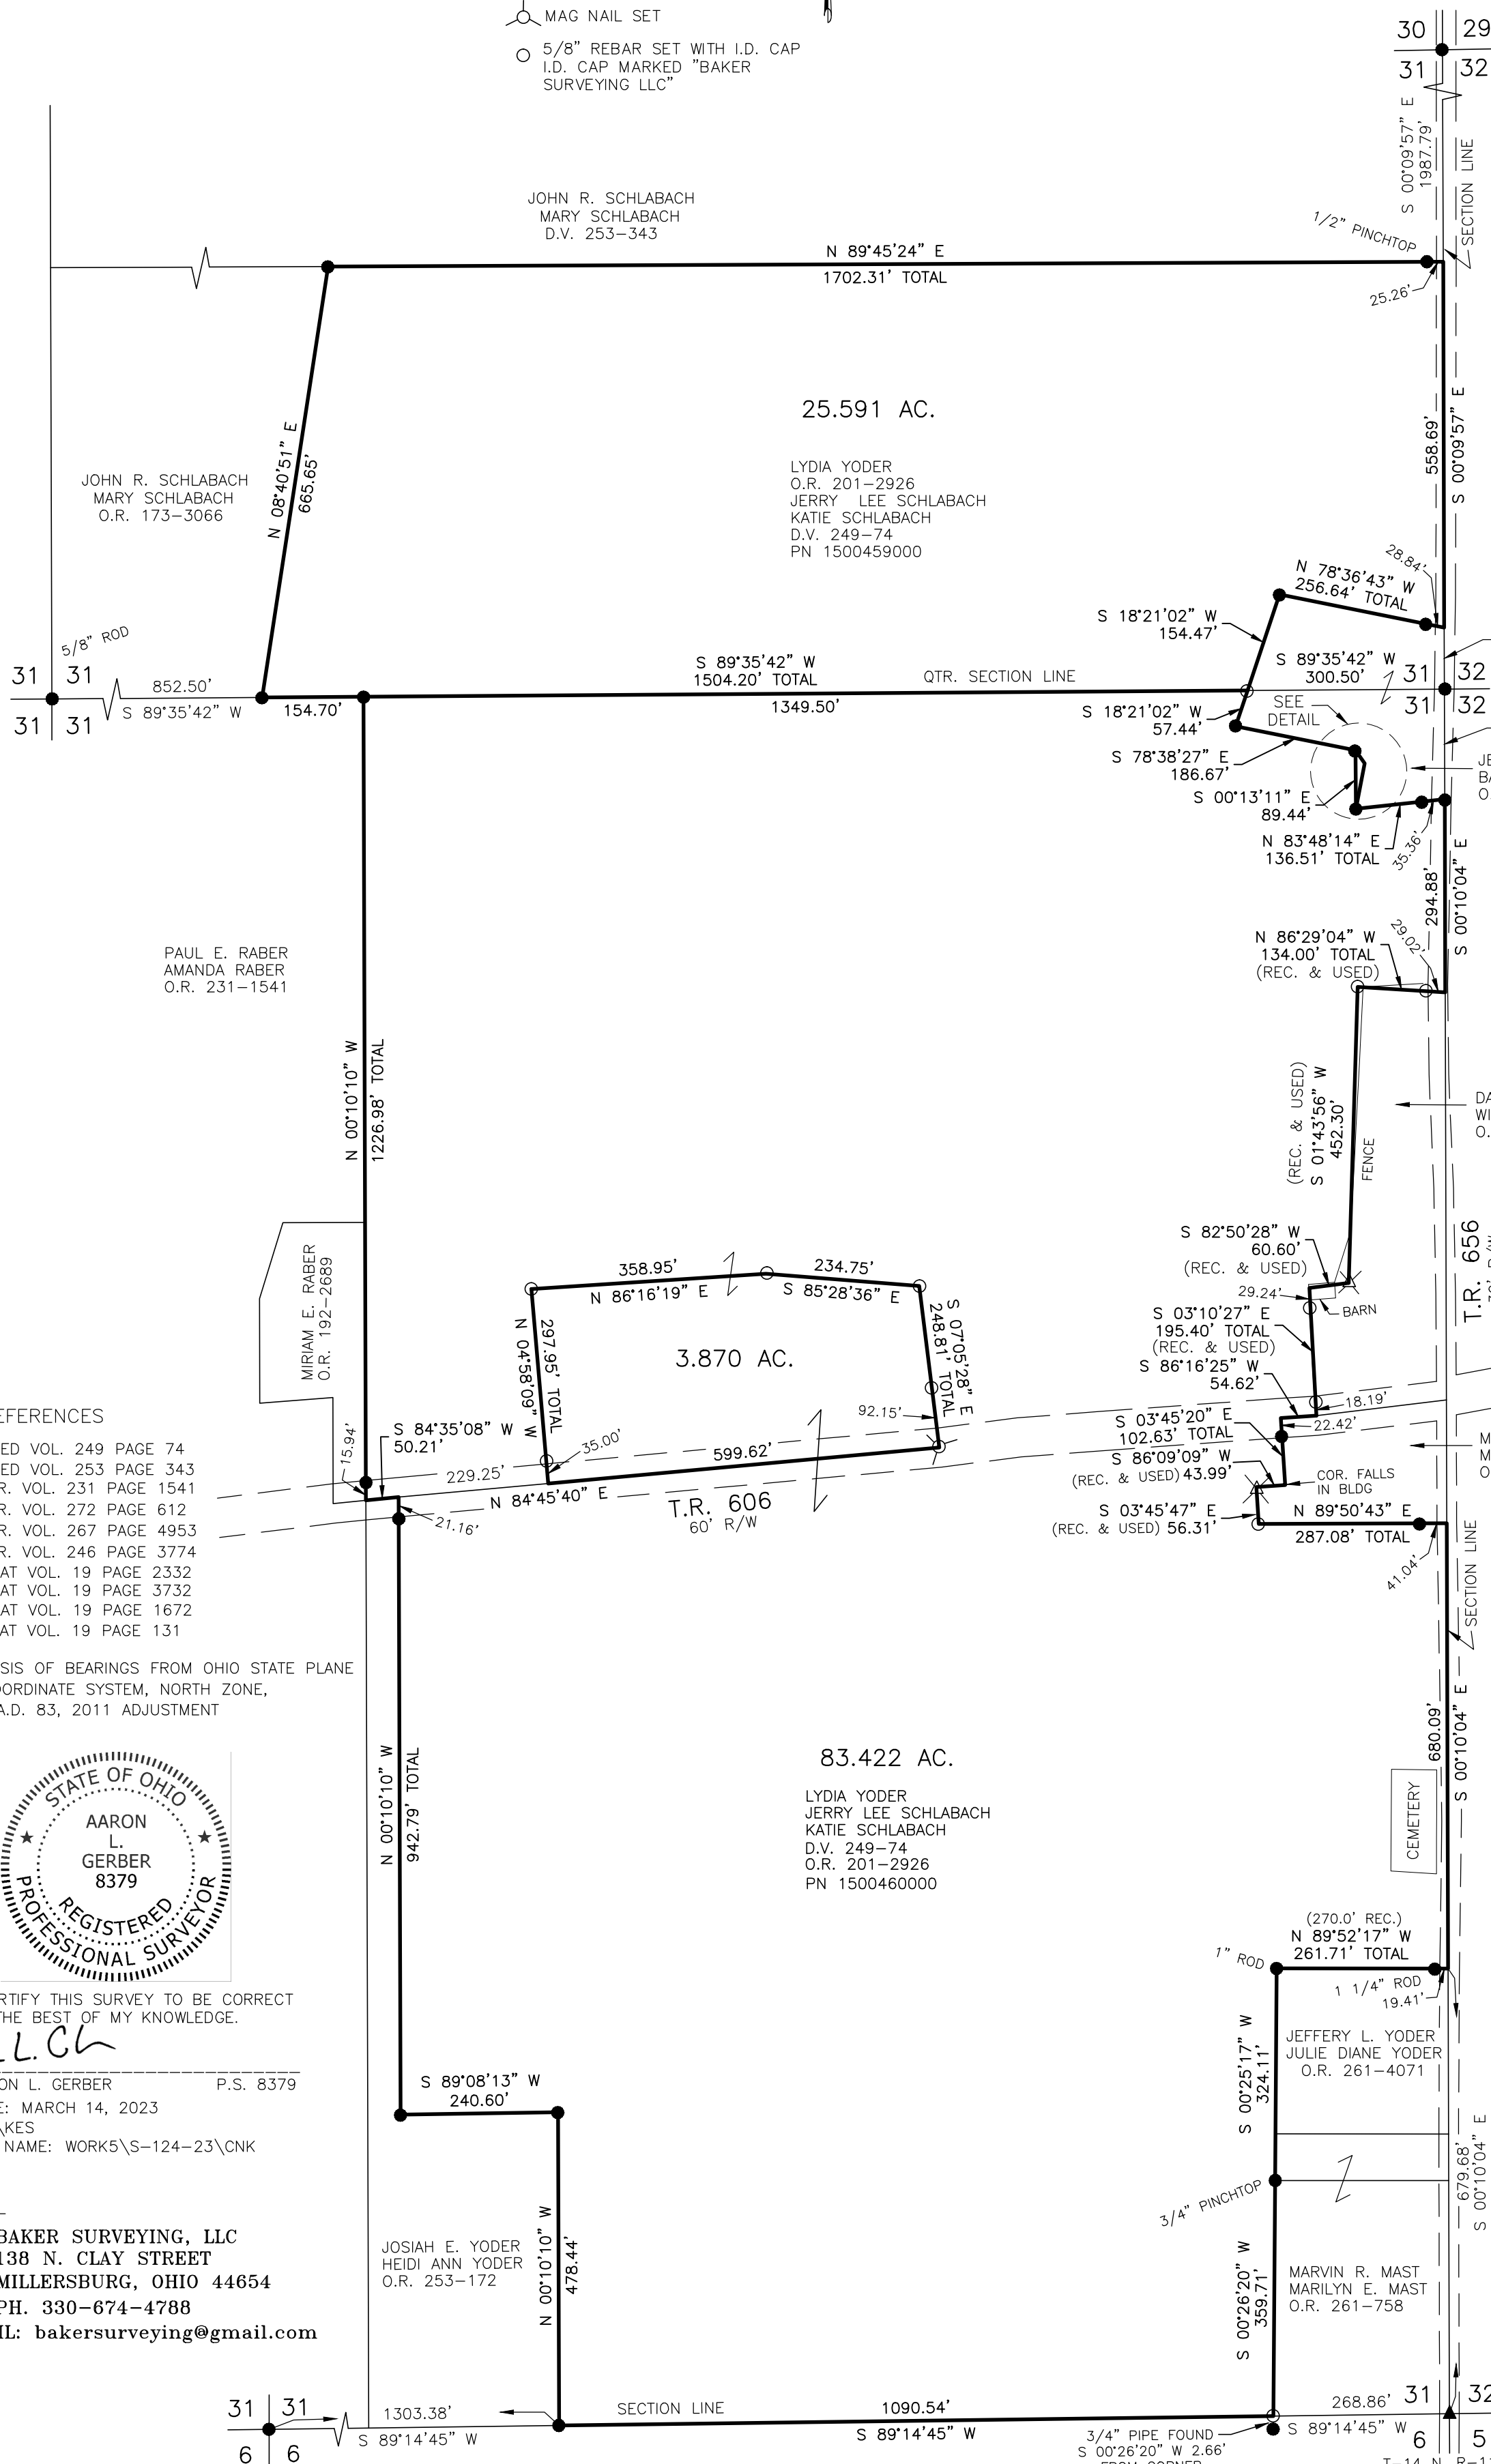 MAG NAIL SET
5/8" REBAR SET WITH I.D. CAP
I.D. CAP MARKED "BAKER
SURVEYING LLC"
30 29
31 32
S 00°09'57" E
1987.79'
SECTION LINE
JOHN R. SCHLABACH
MARY SCHLABACH
D.V. 253-343
1/2" PINCHTOP
N 89°45'24" E
1702.31' TOTAL
25.26'
25.591 AC.
558.69'
S 00°09'57" E
N 08°40'51" E
665.65'
LYDIA YODER
O.R. 201-2926
JERRY LEE SCHLABACH
KATIE SCHLABACH
D.V. 249-74
PN 1500459000
JOHN R. SCHLABACH
MARY SCHLABACH
O.R. 173-3066
28.84'
N 78°36'43" W
256.64' TOTAL
S 18°21'02" W
154.47'
5/8" ROD
31 31
31 31
852.50'
S 89°35'42" W
154.70'
S 89°35'42" W
1504.20' TOTAL
QTR. SECTION LINE
1349.50'
S 89°35'42" W
300.50'
31 32
31 32
SEE
DETAIL
S 18°21'02" W
57.44'
S 78°38'27" E
186.67'
JE
BA
O.
S 00°13'11" E
89.44'
N 83°48'14" E
136.51' TOTAL
35.36'
294.88'
S 00°10'04" E
PAUL E. RABER
AMANDA RABER
O.R. 231-1541
N 86°29'04" W
134.00' TOTAL
(REC. & USED)
29.02'
N 00°10'10" W
1226.98' TOTAL
(REC. & USED)
S 01°43'56" W
452.30'
FENCE
DA
WI
O.
T.R. 656
MIRIAM E. RABER
O.R. 192-2689
S 82°50'28" W
60.60'
(REC. & USED)
29.24'
BARN
358.95'
N 86°16'19" E
234.75'
S 85°28'36" E
297.95' TOTAL
N 04°58'09" W
3.870 AC.
S 07°05'28" E
248.81' TOTAL
92.15'
S 03°10'27" E
195.40' TOTAL
(REC. & USED)
S 86°16'25" W
54.62'
18.19'
22.42'
S 03°45'20" E
102.63' TOTAL
S 86°09'09" W
(REC. & USED) 43.99'
COR. FALLS
IN BLDG
M
M
O
S 84°35'08" W
50.21'
15.94'
229.25'
35.00'
599.62'
N 84°45'40" E
T.R. 606
60' R/W
21.16'
S 03°45'47" E
(REC. & USED) 56.31'
N 89°50'43" E
287.08' TOTAL
41.04'
SECTION LINE
EFERENCES
ED VOL. 249 PAGE 74
ED VOL. 253 PAGE 343
R. VOL. 231 PAGE 1541
R. VOL. 272 PAGE 612
R. VOL. 267 PAGE 4953
R. VOL. 246 PAGE 3774
AT VOL. 19 PAGE 2332
AT VOL. 19 PAGE 3732
AT VOL. 19 PAGE 1672
AT VOL. 19 PAGE 131
SIS OF BEARINGS FROM OHIO STATE PLANE
OORDINATE SYSTEM, NORTH ZONE,
A.D. 83, 2011 ADJUSTMENT
680.09'
S 00°10'04" E
N 00°10'10" W
942.79' TOTAL
83.422 AC.
LYDIA YODER
JERRY LEE SCHLABACH
KATIE SCHLABACH
D.V. 249-74
O.R. 201-2926
PN 1500460000
CEMETERY
STATE OF OHIO
AARON
L.
GERBER
8379
REGISTERED
PROFESSIONAL SURVEYOR
(270.0' REC.)
N 89°52'17" W
261.71' TOTAL
1" ROD
1 1/4" ROD
19.41'
RTIFY THIS SURVEY TO BE CORRECT
THE BEST OF MY KNOWLEDGE.
ON L. GERBER P.S. 8379
E: MARCH 14, 2023
\KES
NAME: WORK5\S-124-23\CNK
S 00°25'17" W
324.11'
JEFFERY L. YODER
JULIE DIANE YODER
O.R. 261-4071
S 89°08'13" W
240.60'
3/4" PINCHTOP
679.68'
S 00°10'04" E
BAKER SURVEYING, LLC
138 N. CLAY STREET
MILLERSBURG, OHIO 44654
PH. 330-674-4788
IL: bakersurveying@gmail.com
JOSIAH E. YODER
HEIDI ANN YODER
O.R. 253-172
N 00°10'10" W
478.44'
S 00°26'20" W
359.71'
MARVIN R. MAST
MARILYN E. MAST
O.R. 261-758
31 31
6 6
1303.38'
S 89°14'45" W
SECTION LINE
1090.54'
S 89°14'45" W
268.86'
S 89°14'45" W
31 32
6 5
3/4" PIPE FOUND
S 00°26'20" W 2.66'
FROM CORNER